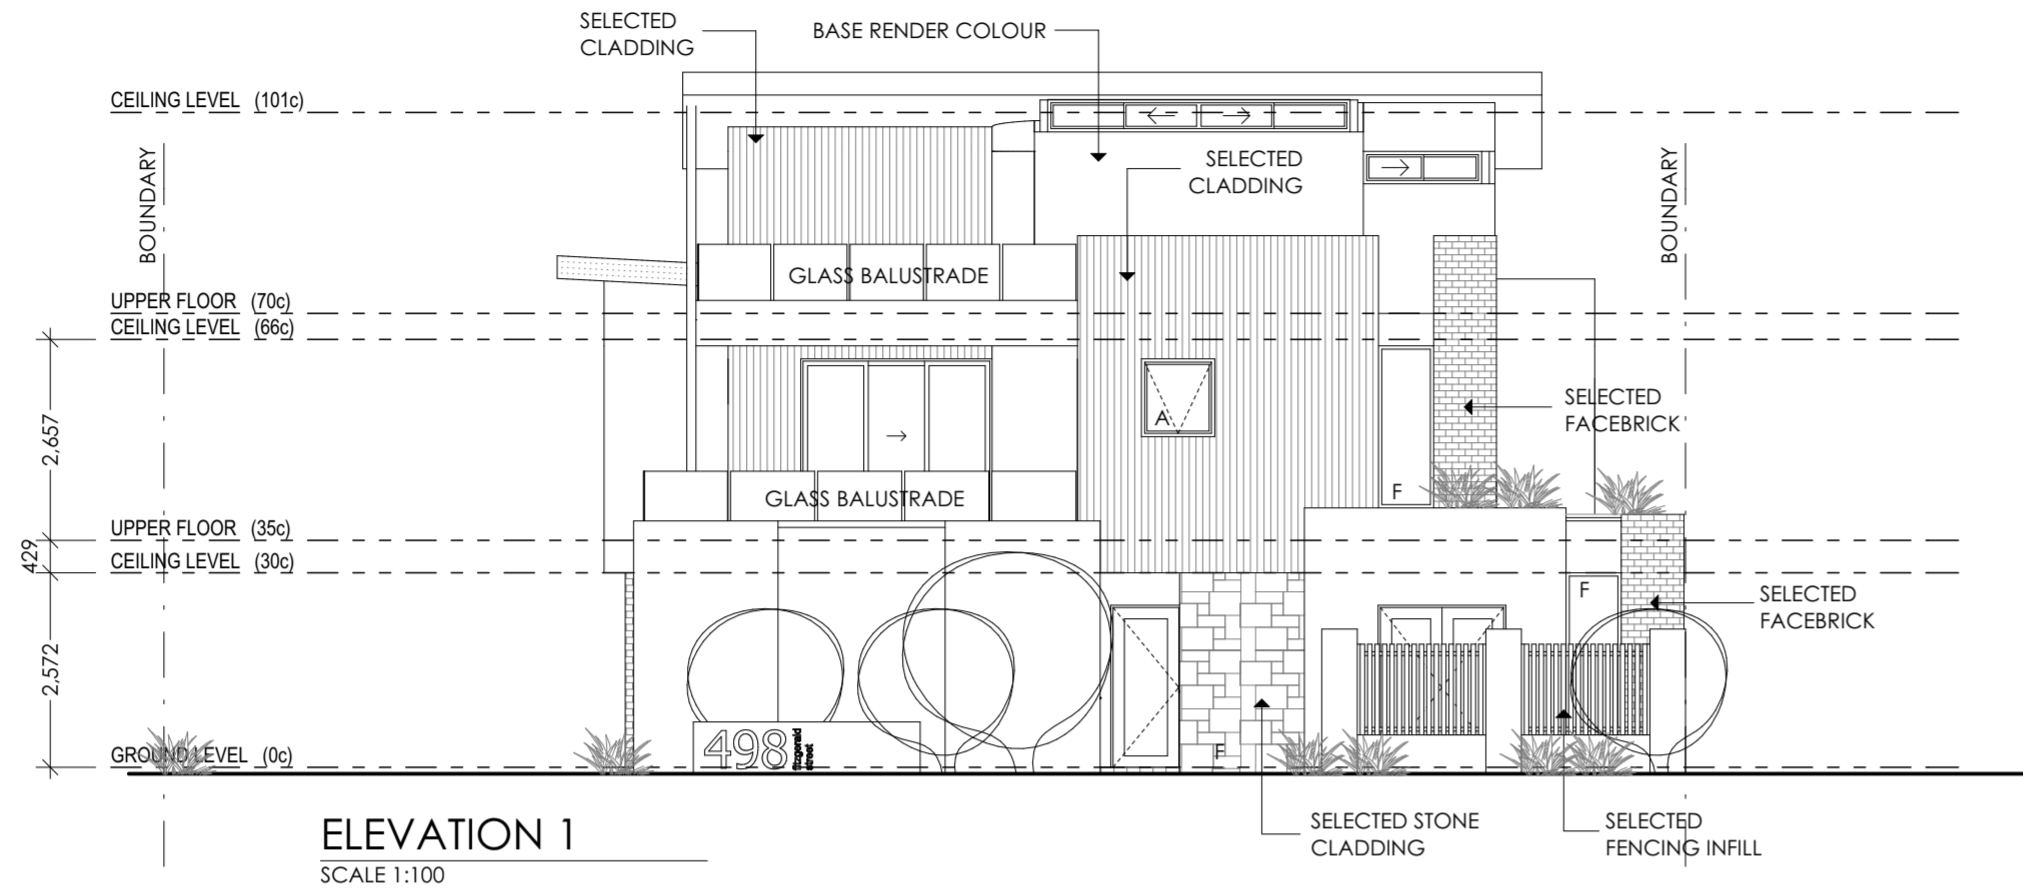 SELECTED
CLADDING
BASE RENDER COLOUR
CEILING LEVEL (101c)
BOUNDARY
SELECTED
CLADDING
BOUNDARY
GLASS BALUSTRADE
UPPER FLOOR (70c)
CEILING LEVEL (66c)
2,657
A
SELECTED
FACEBRICK
F
GLASS BALUSTRADE
UPPER FLOOR (35c)
429
CEILING LEVEL (30c)
F
SELECTED
FACEBRICK
2,572
498
fitzgerald
street
F
GROUND LEVEL (0c)
ELEVATION 1
SCALE 1:100
SELECTED STONE
CLADDING
SELECTED
FENCING INFILL